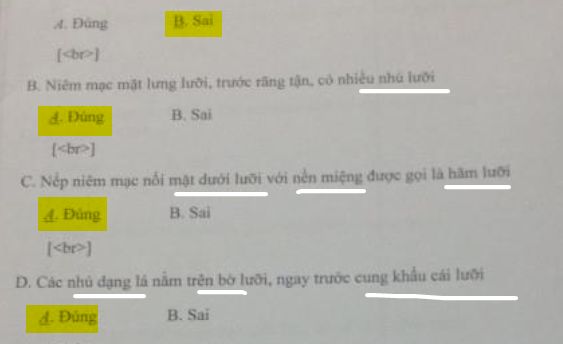 A. Đúng B. Sai
[<br>]
B. Niêm mạc mặt lưng lưỡi, trước rãnh tận, có nhiều nhú lưỡi
A. Đúng B. Sai
[<br>]
C. Nếp niêm mạc nối mặt dưới lưỡi với nền miệng được gọi là hãm lưỡi
A. Đúng B. Sai
[<br>]
D. Các nhú dạng lá nằm trên bờ lưỡi, ngay trước cung khẩu cái lưỡi
A. Đúng B. Sai